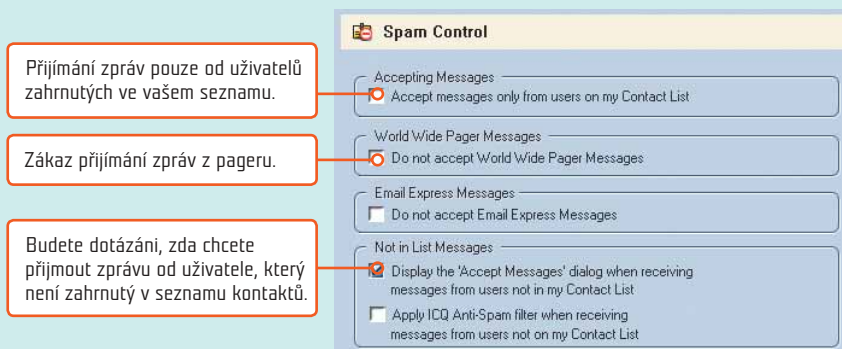 Spam Control
Přijímání zpráv pouze od uživatelů
zahrnutých ve vašem seznamu.
Accepting Messages
Accept messages only from users on my Contact List
Zákaz přijímání zpráv z pageru.
World Wide Pager Messages
Do not accept World Wide Pager Messages
Email Express Messages
Do not accept Email Express Messages
Budete dotázáni, zda chcete
přijmout zprávu od uživatele, který
není zahrnutý v seznamu kontaktů.
Not in List Messages
Display the 'Accept Messages' dialog when receiving
messages from users not in my Contact List
Apply ICQ Anti-Spam filter when receiving
messages from users not on my Contact List